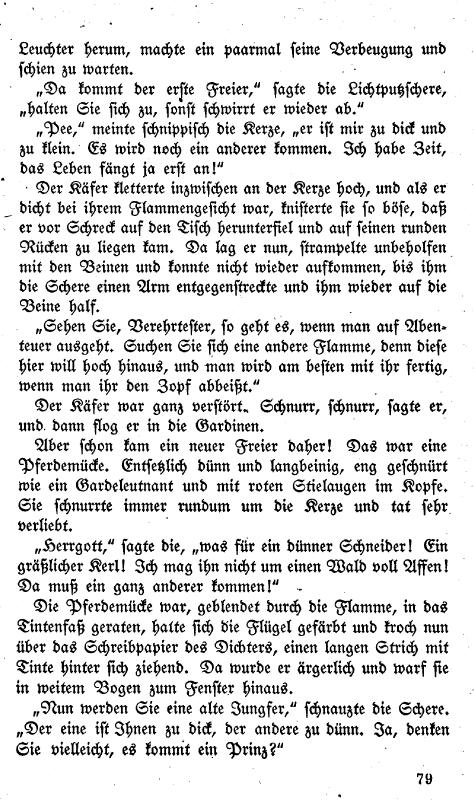 Leuchter herum, machte ein paarmal seine Verbeugung und
schien zu warten.
„Da kommt der erste Freier,“ sagte die Lichtputzschere,
„halten Sie sich zu, sonst schwirrt er wieder ab.“
„Pee,“ meinte schnippisch die Kerze, „er ist mir zu dick und
zu klein. Es wird noch ein anderer kommen. Ich habe Zeit,
das Leben fängt ja erst an!“
Der Käfer kletterte inzwischen an der Kerze hoch, und als er
dicht bei ihrem Flammengesicht war, knisterte sie so böse, daß
er vor Schreck auf den Tisch herunterfiel und auf seinen runden
Rücken zu liegen kam. Da lag er nun, strampelte unbeholfen
mit den Beinen und konnte nicht wieder aufkommen, bis ihm
die Schere einen Arm entgegenstreckte und ihm wieder auf die
Beine half.
„Sehen Sie, Verehrtester, so geht es, wenn man auf Aben-
teuer ausgeht. Suchen Sie sich eine andere Flamme, denn diese
hier will hoch hinaus, und man wird am besten mit ihr fertig,
wenn man ihr den Zopf abbeißt.“
Der Käfer war ganz verstört. Schnurr, schnurr, sagte er,
und dann flog er in die Gardinen.
Aber schon kam ein neuer Freier daher! Das war eine
Pferdemücke. Entsetzlich dünn und langbeinig, eng geschnürt
wie ein Gardeleutnant und mit roten Stielaugen im Kopfe.
Sie schnurrte immer rundum um die Kerze und tat sehr
verliebt.
„Herrgott,“ sagte die, „was für ein dünner Schneider! Ein
gräßlicher Kerl! Ich mag ihn nicht um einen Wald voll Affen!
Da muß ein ganz anderer kommen!“
Die Pferdemücke war, geblendet durch die Flamme, in das
Tintenfaß geraten, hatte sich die Flügel gefärbt und kroch nun
über das Schreibpapier des Dichters, einen langen Strich mit
Tinte hinter sich ziehend. Da wurde er ärgerlich und warf sie
in weitem Bogen zum Fenster hinaus.
„Nun werden Sie eine alte Jungfer,“ schnauzte die Schere.
„Der eine ist Ihnen zu dick, der andere zu dünn. Ja, denken
Sie vielleicht, es kommt ein Prinz?“
79